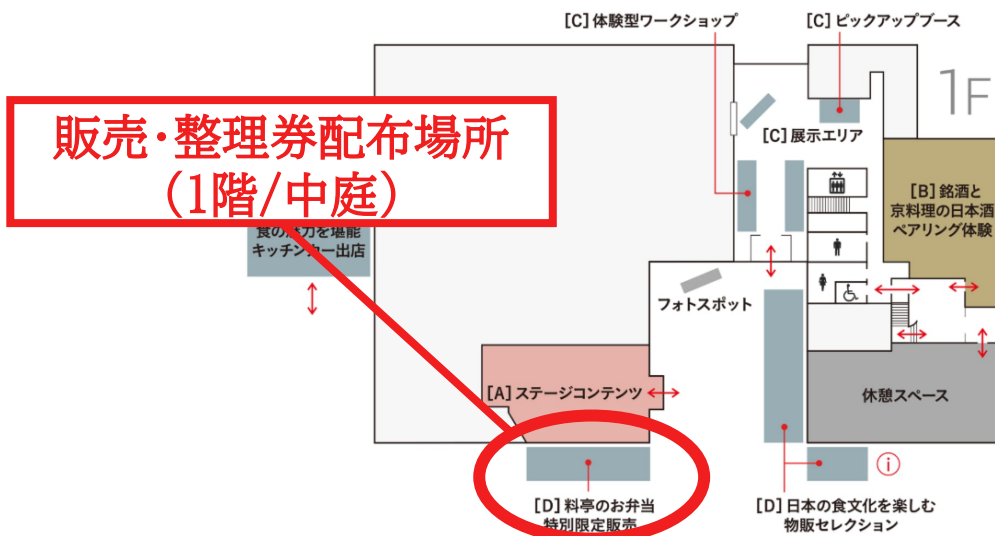 [C] 体験型ワークショップ
[C] ピックアップブース
1F
販売・整理券配布場所
(1階/中庭)
[C] 展示エリア
[B] 銘酒と
京料理の日本酒
ペアリング体験
食の魅力を堪能
キッチンカー出店
フォトスポット
[A] ステージコンテンツ
休憩スペース
i
[D] 料亭のお弁当
特別限定販売
[D] 日本の食文化を楽しむ
物販セレクション